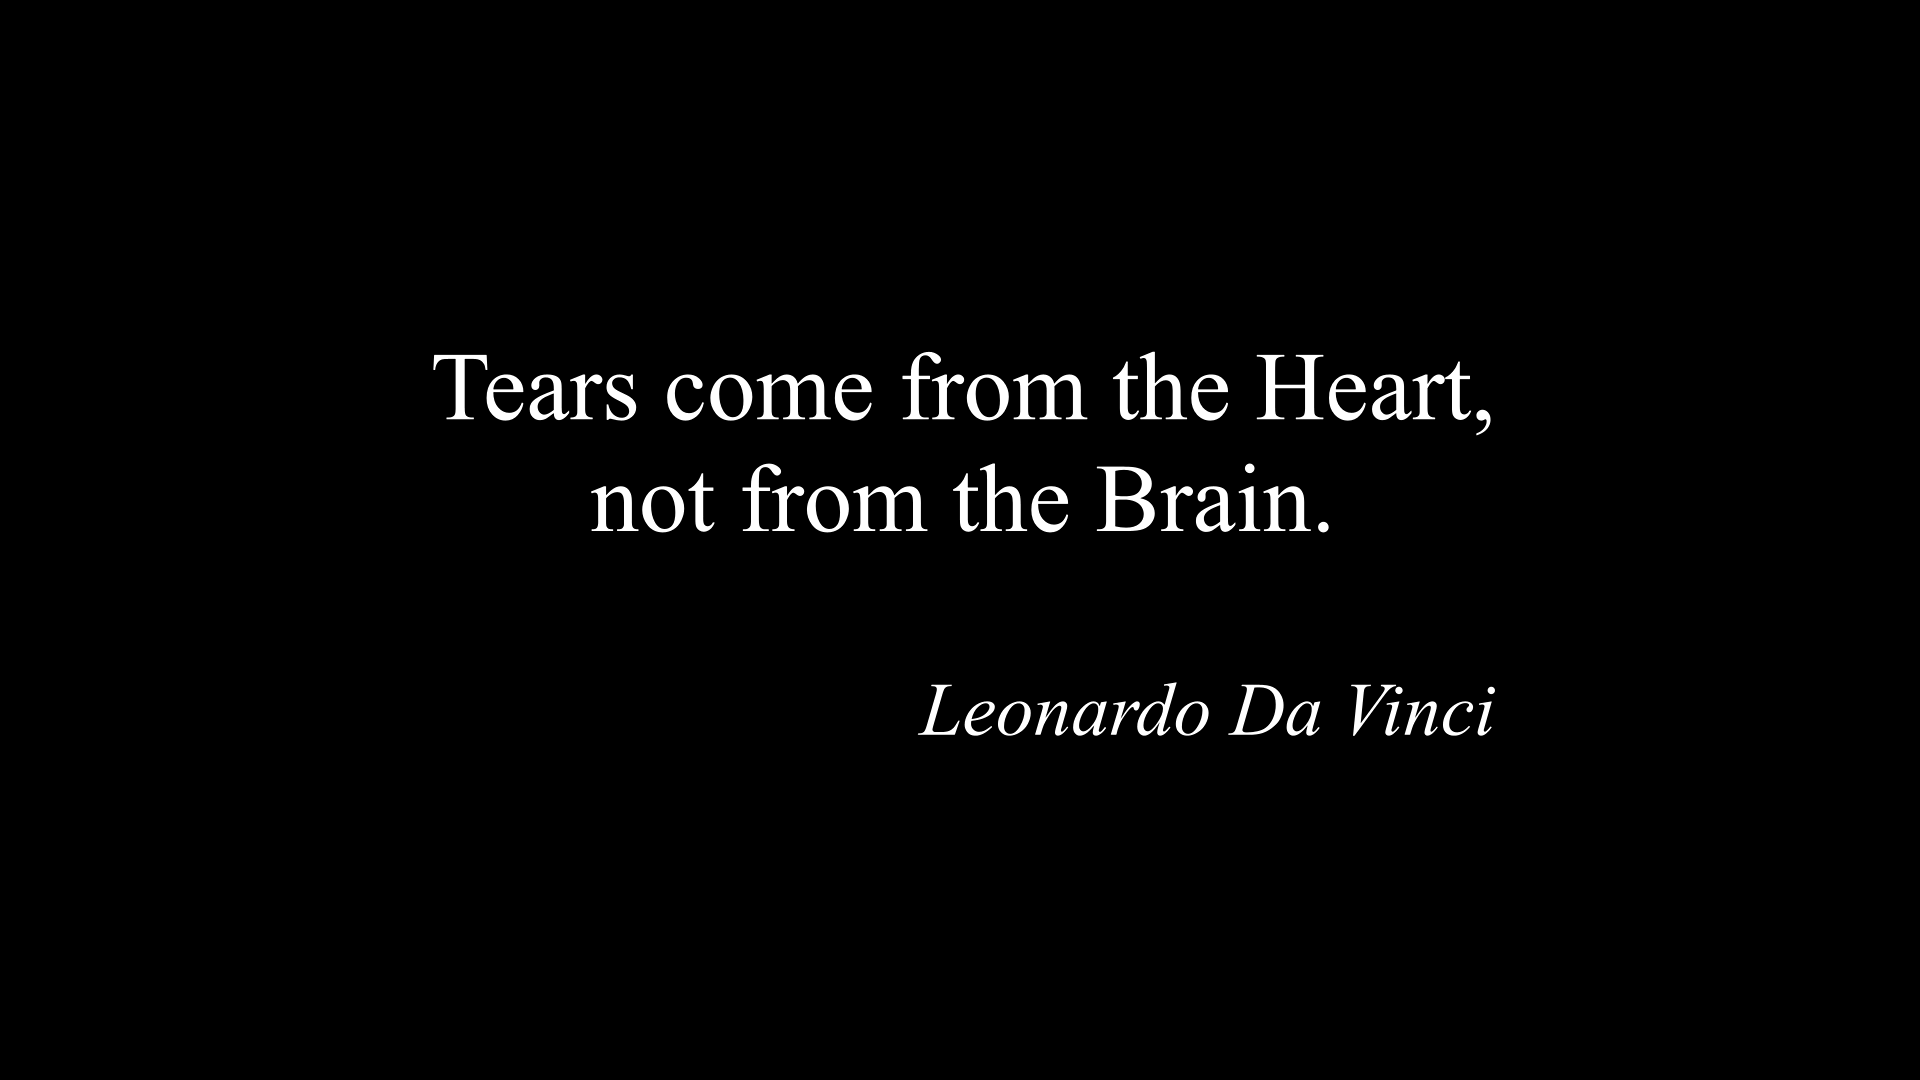 Tears come from the Heart,
not from the Brain.
Leonardo Da Vinci